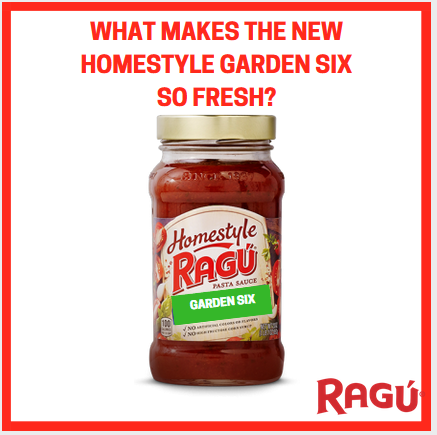 WHAT MAKES THE NEW
HOMESTYLE GARDEN SIX
SO FRESH?
Homestyle
RAGÚ
PASTA SAUCE
GARDEN SIX
100
✓NO ARTIFICIAL COLORS OR FLAVORS
✓NO HIGH FRUCTOSE CORN SYRUP
RAGÚ